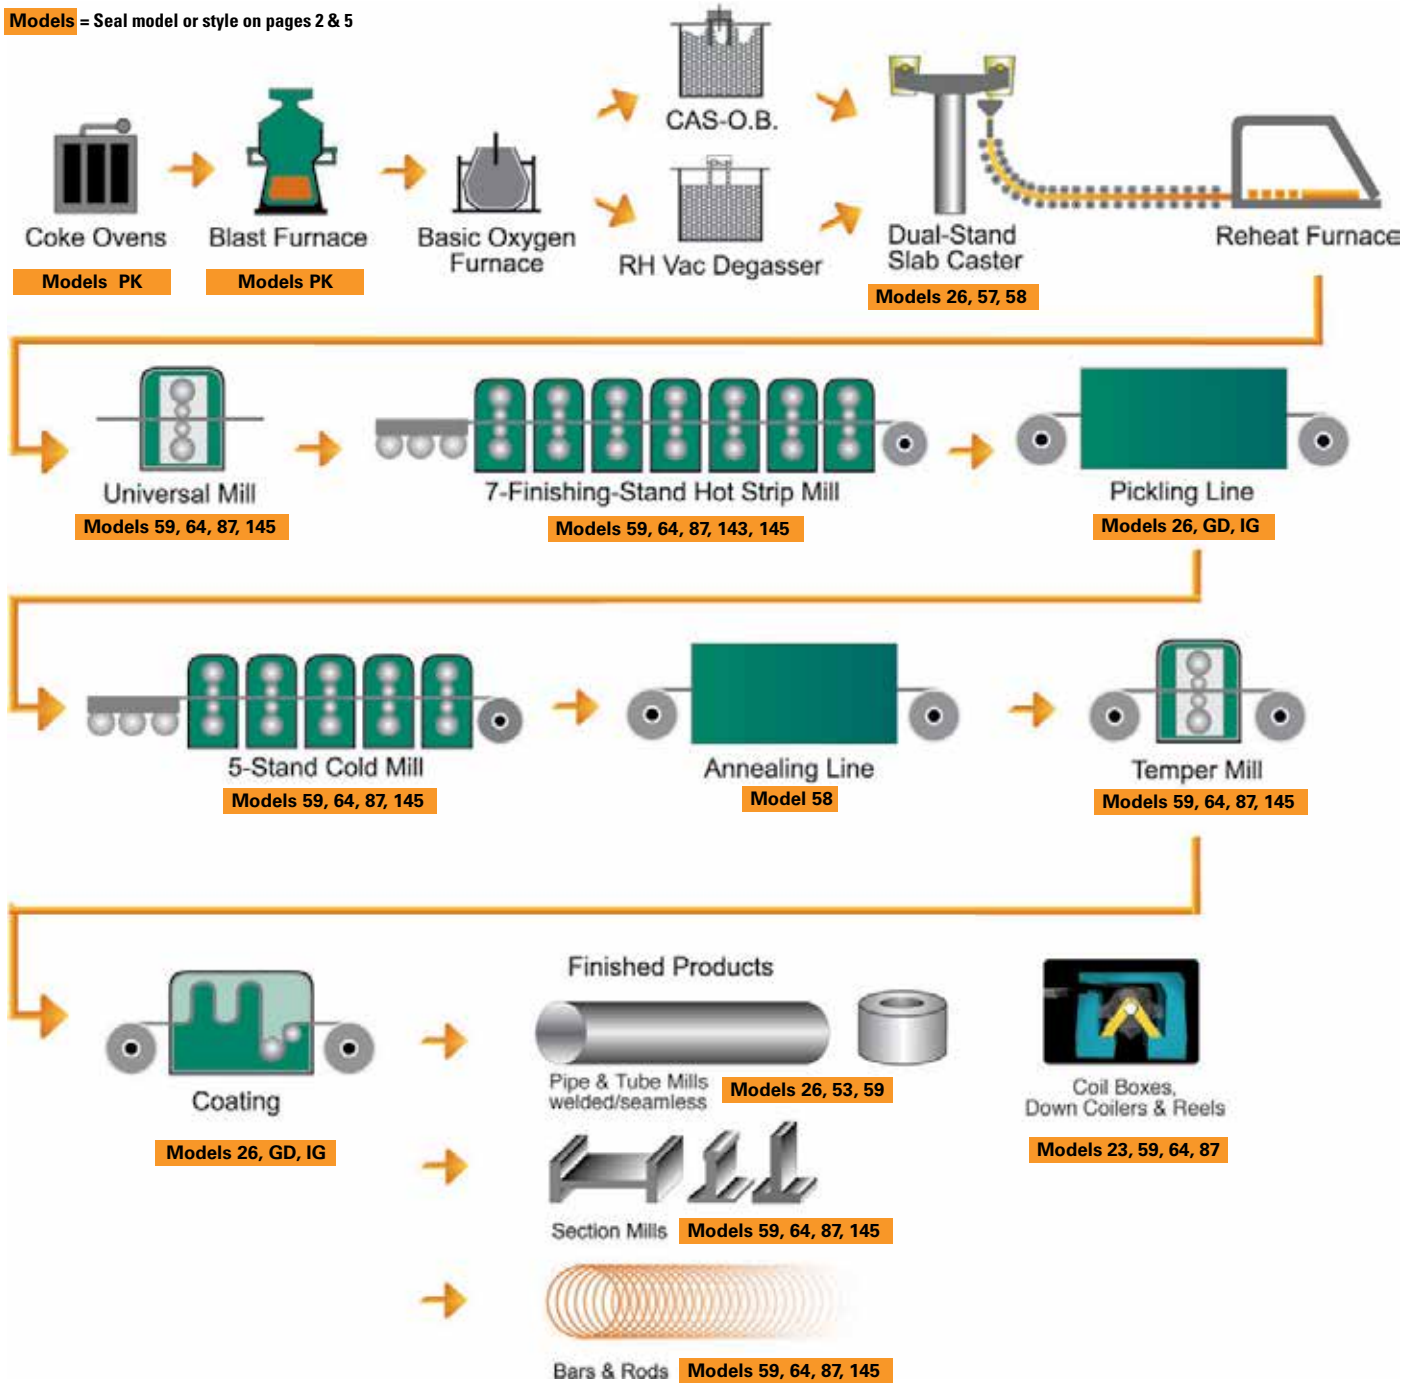 Models = Seal model or style on pages 2 & 5
CAS-O.B.
Coke Ovens
Models PK
Blast Furnace
Models PK
Basic Oxygen
Furnace
RH Vac Degasser
Dual-Stand
Slab Caster
Models 26, 57, 58
Reheat Furnace
Universal Mill
Models 59, 64, 87, 145
7-Finishing-Stand Hot Strip Mill
Models 59, 64, 87, 143, 145
Pickling Line
Models 26, GD, IG
5-Stand Cold Mill
Models 59, 64, 87, 145
Annealing Line
Model 58
Temper Mill
Models 59, 64, 87, 145
Coating
Models 26, GD, IG
Finished Products
Pipe & Tube Mills
welded/seamless
Models 26, 53, 59
Coil Boxes,
Down Coilers & Reels
Models 23, 59, 64, 87
Section Mills
Models 59, 64, 87, 145
Bars & Rods
Models 59, 64, 87, 145